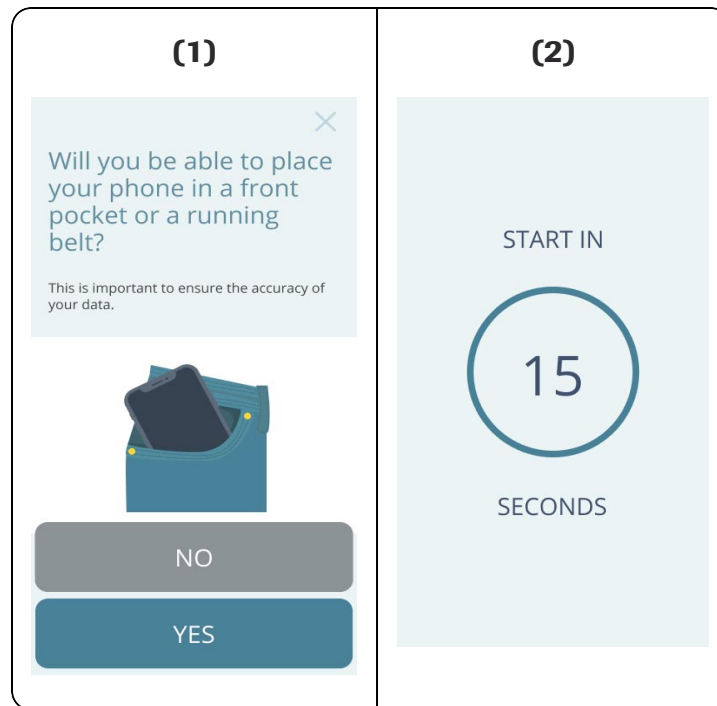 (1)
Will you be able to place
your phone in a front
pocket or a running
belt?
This is important to ensure the accuracy of
your data.
NO
YES
(2)
START IN
15
SECONDS